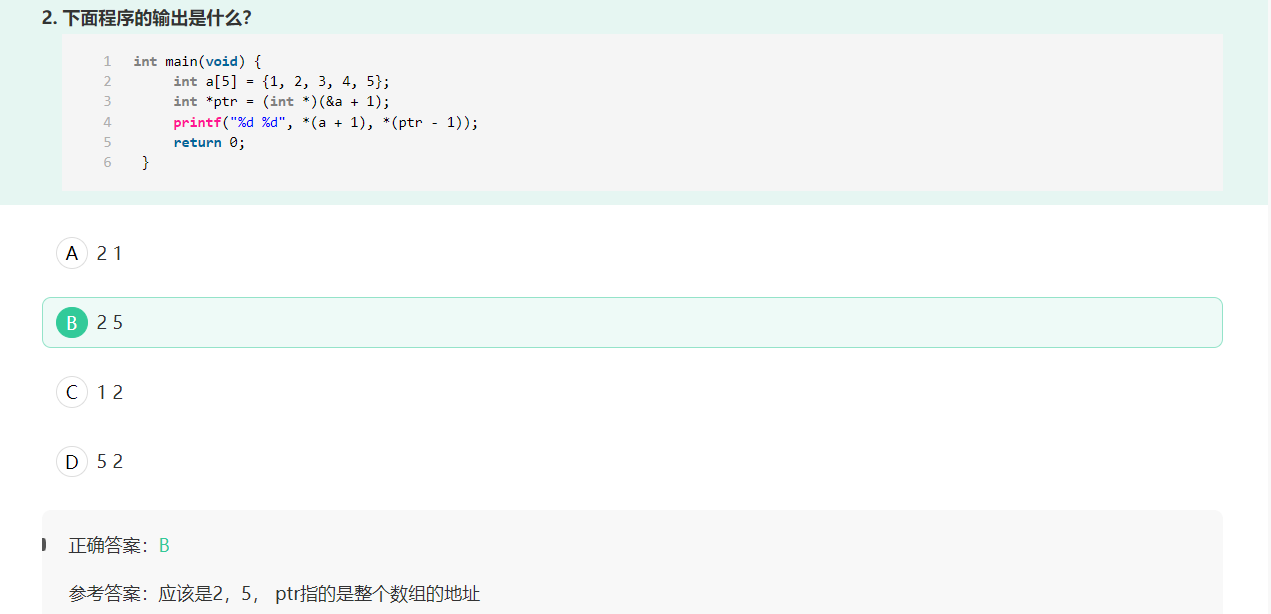 2. 下面程序的输出是什么？
1 int main(void) {
2 int a[5] = {1, 2, 3, 4, 5};
3 int *ptr = (int *)(&a + 1);
4 printf("%d %d", *(a + 1), *(ptr - 1));
5 return 0;
6 }
A 2 1
B 2 5
C 1 2
D 5 2
正确答案：B
参考答案：应该是2，5， ptr指的是整个数组的地址